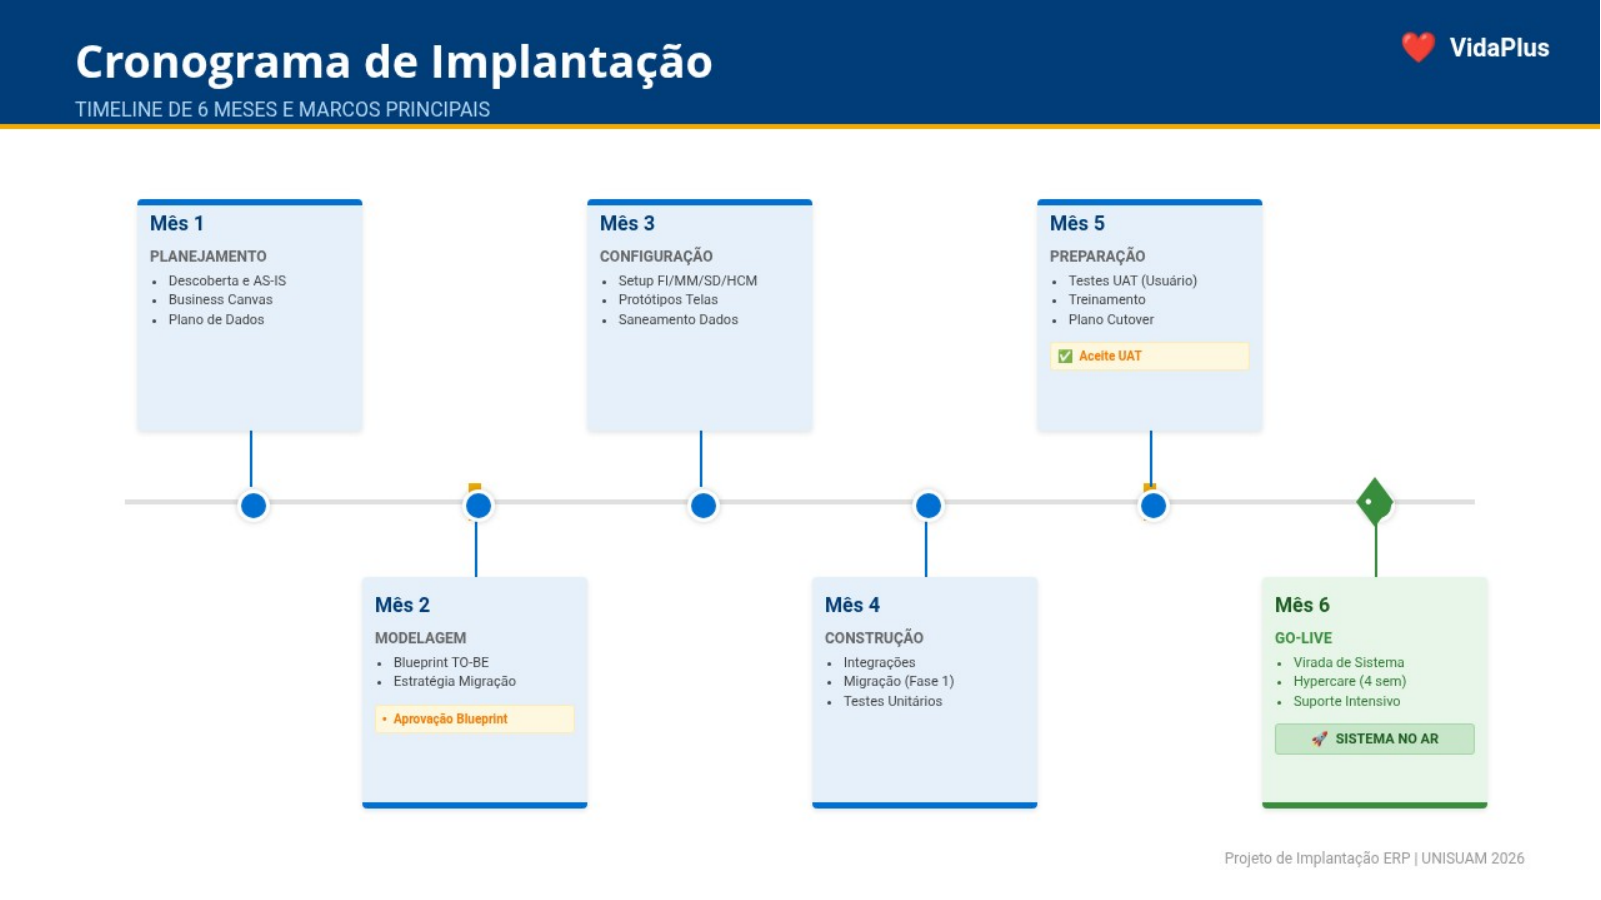 Cronograma de Implantação
TIMELINE DE 6 MESES E MARCOS PRINCIPAIS
VidaPlus
Mês 1
PLANEJAMENTO
• Descoberta e AS-IS
• Business Canvas
• Plano de Dados
Mês 2
MODELAGEM
• Blueprint TO-BE
• Estratégia Migração
• Aprovação Blueprint
Mês 3
CONFIGURAÇÃO
• Setup FI/MM/SD/HCM
• Protótipos Telas
• Saneamento Dados
Mês 4
CONSTRUÇÃO
• Integrações
• Migração (Fase 1)
• Testes Unitários
Mês 5
PREPARAÇÃO
• Testes UAT (Usuário)
• Treinamento
• Plano Cutover
✅ Aceite UAT
Mês 6
GO-LIVE
• Virada de Sistema
• Hypercare (4 sem)
• Suporte Intensivo
🚀 SISTEMA NO AR
Projeto de Implantação ERP | UNISUAM 2026